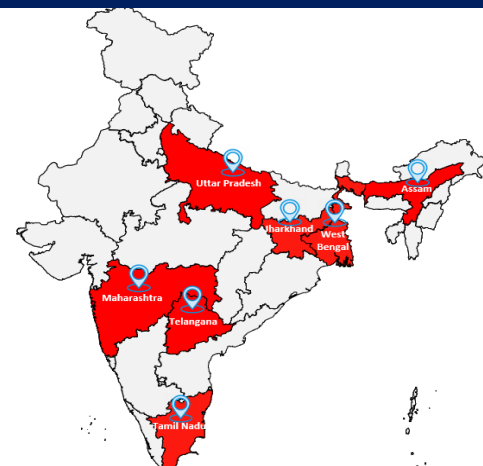 Uttar Pradesh
Assam
Jharkhand
West
Bengal
Maharashtra
Telangana
Tamil Nadu